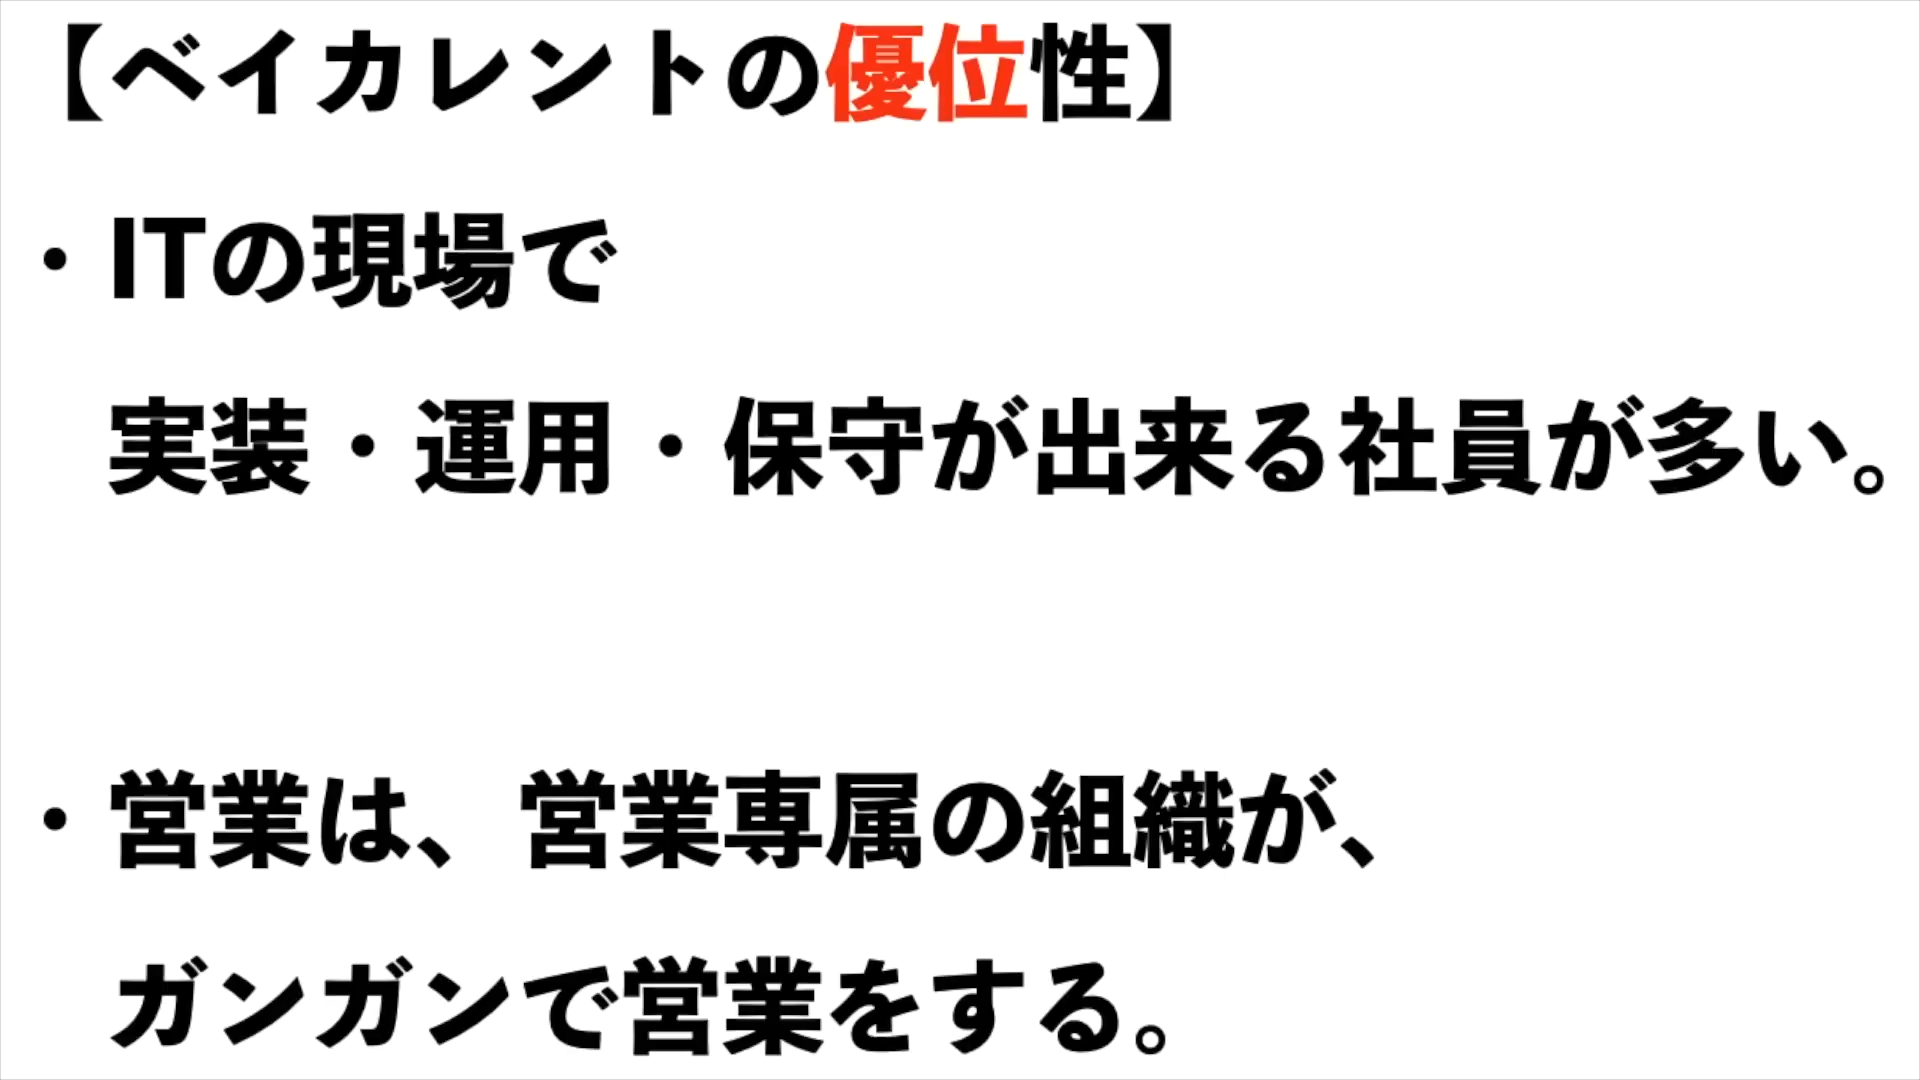 【ベイカレントの優位性】
・ITの現場で
実装・運用・保守が出来る社員が多い。
・営業は、営業専属の組織が、
ガンガンで営業をする。